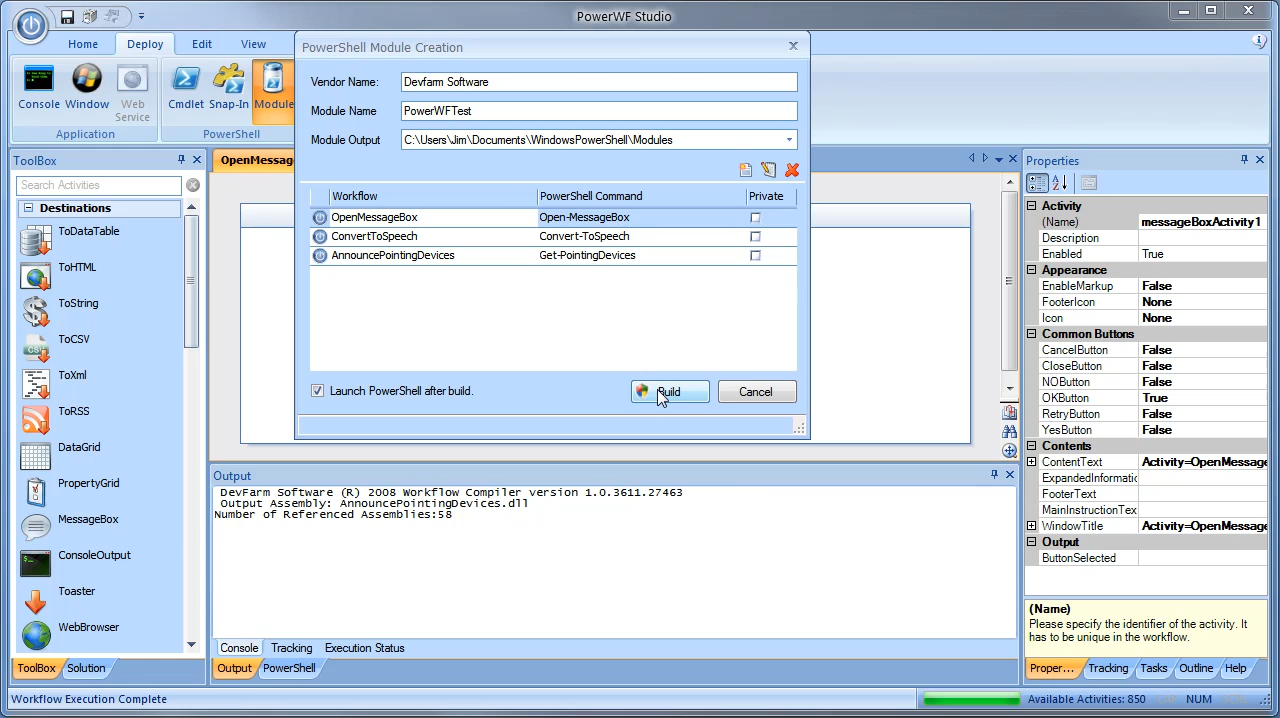 PowerWF Studio
Home
Deploy
Edit
View
Console
Window
Web Service
Cmdlet
Snap-In
Module
Application
PowerShell
PowerShell Module Creation
Vendor Name:
Devfarm Software
Module Name
PowerWFTest
Module Output
C:\Users\Jim\Documents\WindowsPowerShell\Modules
Workflow
PowerShell Command
Private
OpenMessageBox
Open-MessageBox
ConvertToSpeech
Convert-ToSpeech
AnnouncePointingDevices
Get-PointingDevices
Launch PowerShell after build.
Build
Cancel
ToolBox
Search Activities
Destinations
ToDataTable
ToHTML
ToString
ToCSV
ToXml
ToRSS
DataGrid
PropertyGrid
MessageBox
ConsoleOutput
Toaster
WebBrowser
ToolBox
Solution
OpenMessage
Output
DevFarm Software (R) 2008 Workflow Compiler version 1.0.3611.27463
Output Assembly: AnnouncePointingDevices.dll
Number of Referenced Assemblies:58
Console
Tracking
Execution Status
Output
PowerShell
Properties
Activity
(Name) messageBoxActivity1
Description
Enabled True
Appearance
EnableMarkup False
FooterIcon None
Icon None
Common Buttons
CancelButton False
CloseButton False
NOButton False
OKButton True
RetryButton False
YesButton False
Contents
ContentText Activity=OpenMessage
ExpandedInformatic
FooterText
MainInstructionTex
WindowTitle Activity=OpenMessage
Output
ButtonSelected
(Name)
Please specify the identifier of the activity. It
has to be unique in the workflow.
Proper...
Tracking
Tasks
Outline
Help
Workflow Execution Complete
Available Activities: 850
CAP
NUM